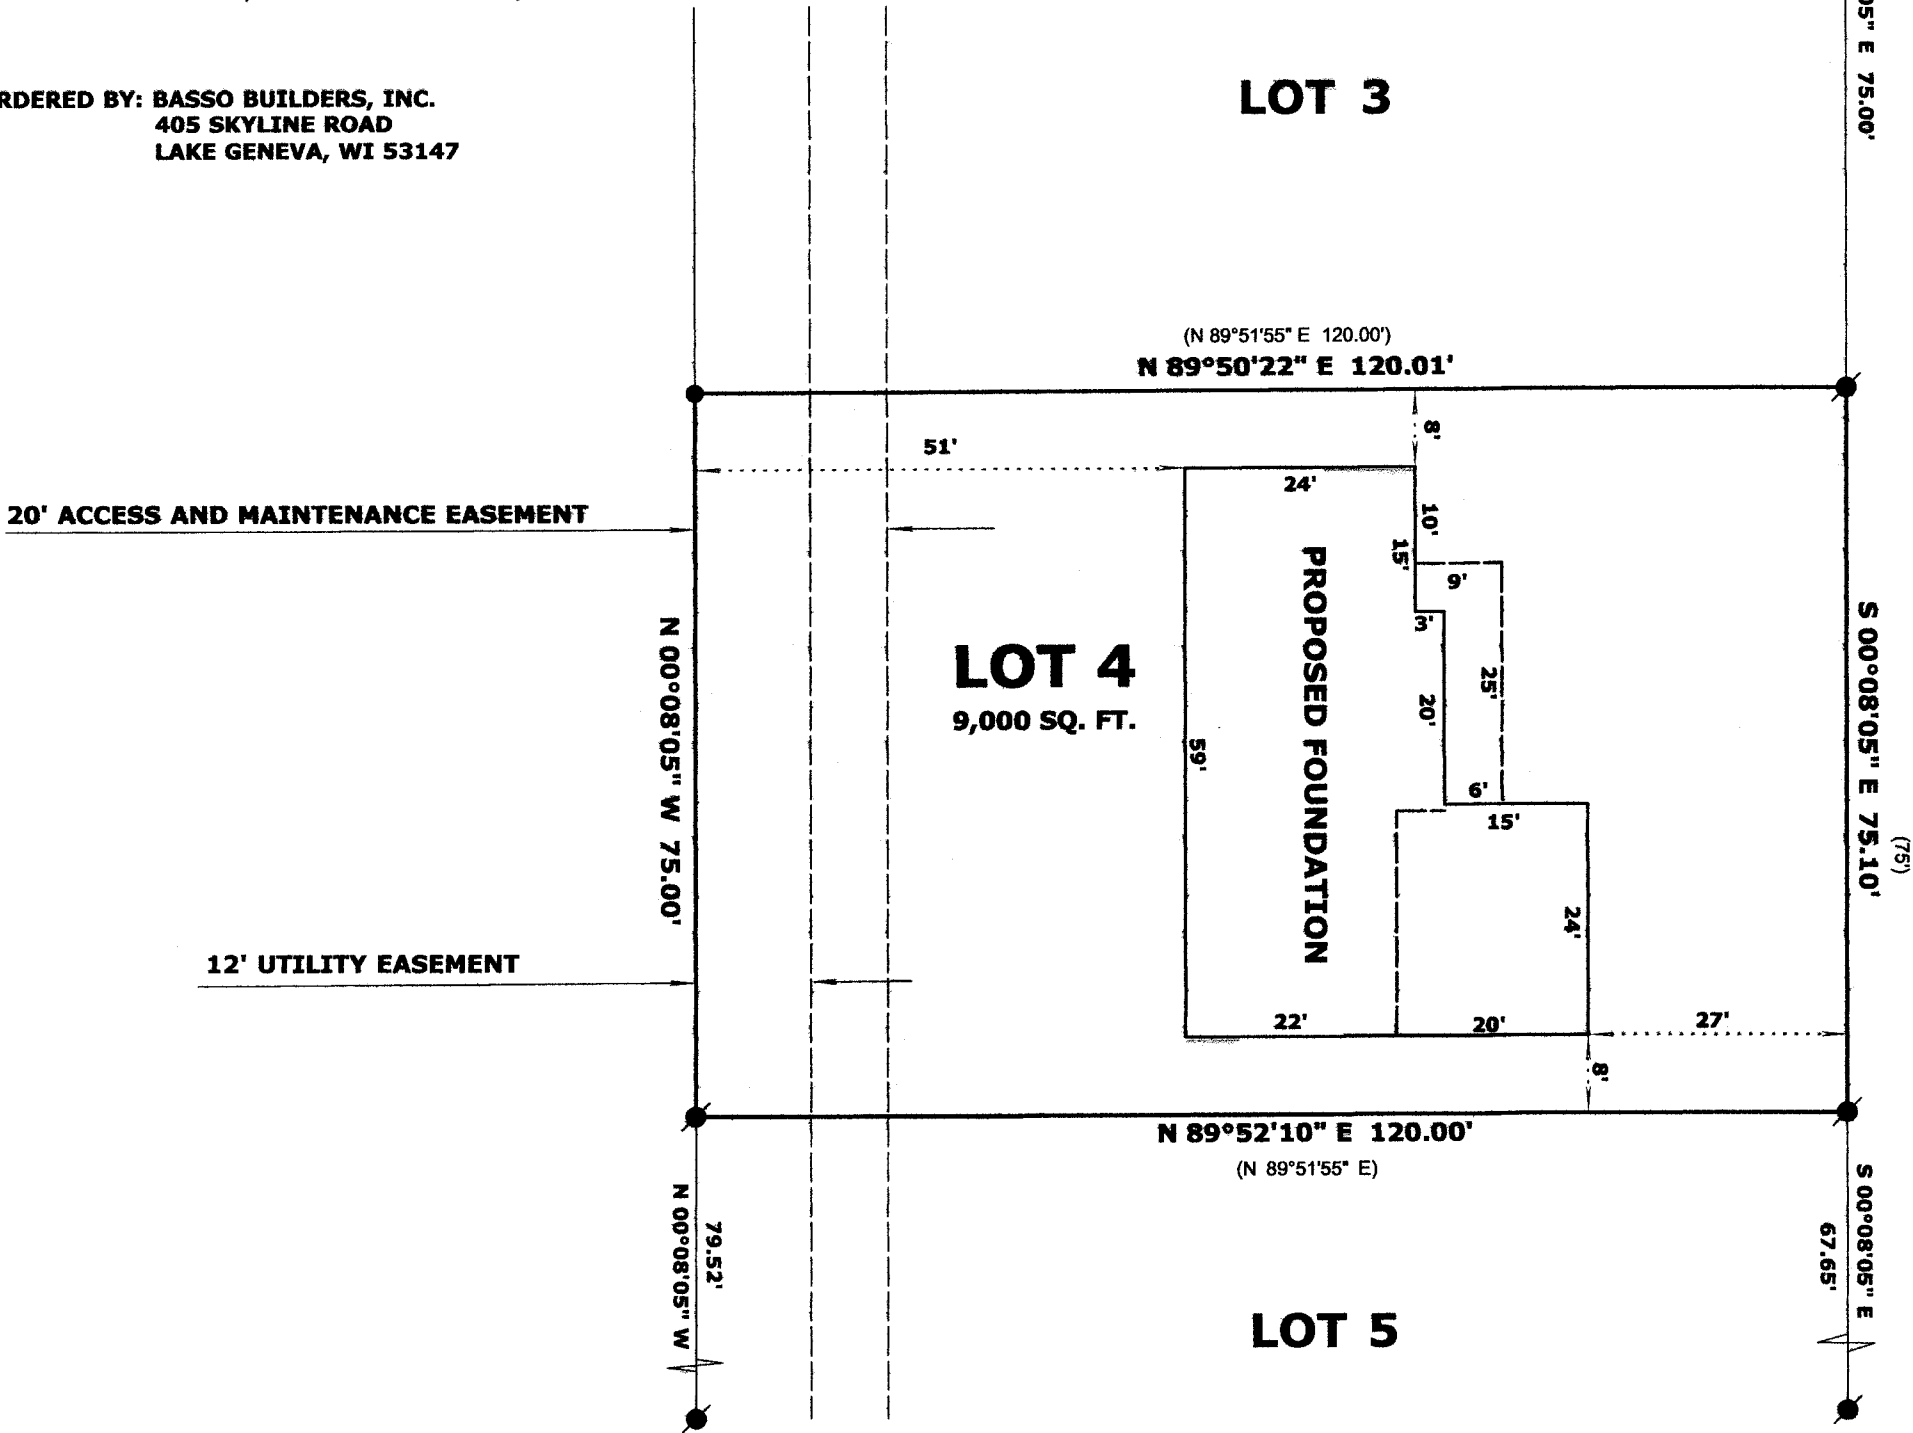 RDERED BY: BASSO BUILDERS, INC.
405 SKYLINE ROAD
LAKE GENEVA, WI 53147
LOT 3
05" E 75.00'
(N 89°51'55" E 120.00')
N 89°50'22" E 120.01'
8'
51'
24'
20' ACCESS AND MAINTENANCE EASEMENT
10'
15'
9'
3'
PROPOSED FOUNDATION
LOT 4
9,000 SQ. FT.
N 00°08'05" W 75.00'
S 00°08'05" E 75.10'
(75')
25'
20'
59'
6'
15'
24'
12' UTILITY EASEMENT
22'
20'
27'
8'
N 89°52'10" E 120.00'
(N 89°51'55" E)
N 00°08'05" W
79.52'
S 00°08'05" E
67.65'
LOT 5